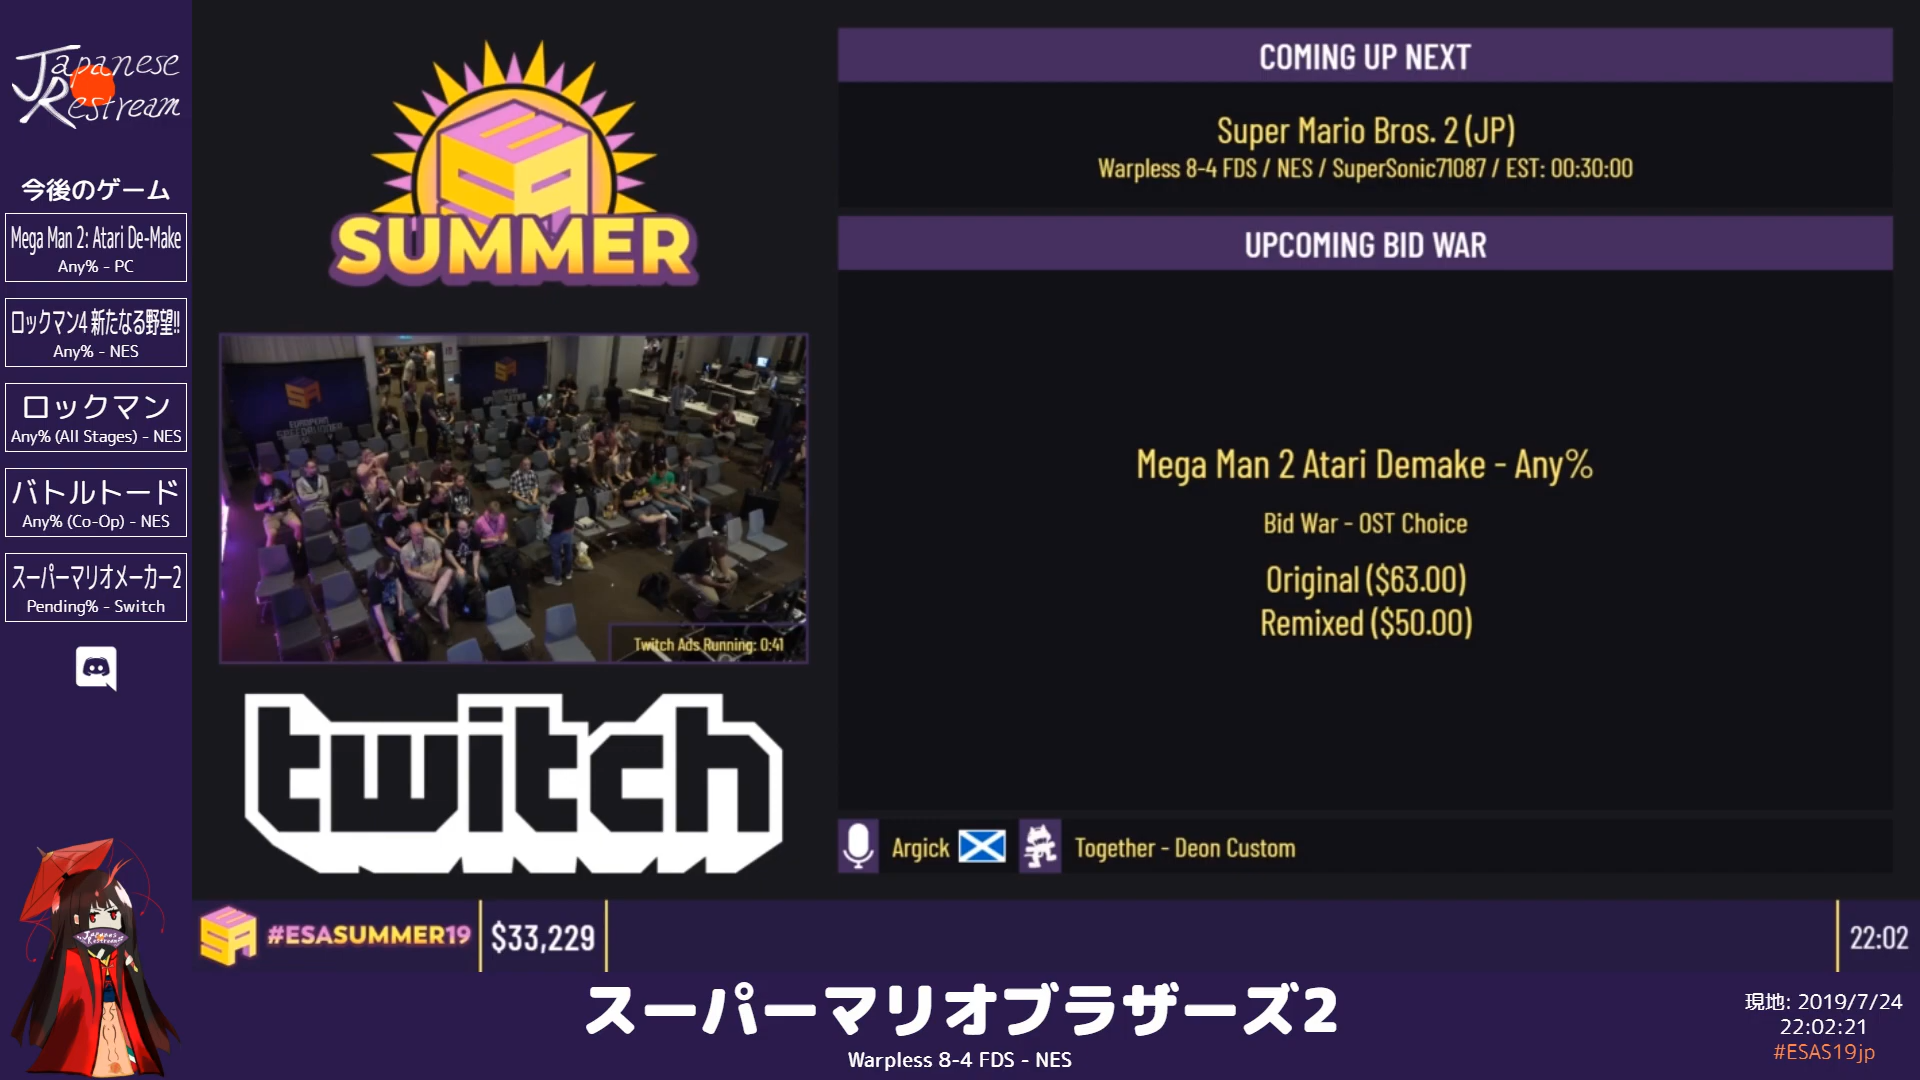 Japanese
Restream
今後のゲーム
Mega Man 2: Atari De-Make
Any% - PC
ロックマン4 新たなる野望!!
Any% - NES
ロックマン
Any% (All Stages) - NES
バトルトード
Any% (Co-Op) - NES
スーパーマリオメーカー2
Pending% - Switch
ESA
SUMMER
Twitch Ads Running: 0:41
twitch
COMING UP NEXT
Super Mario Bros. 2 (JP)
Warpless 8-4 FDS / NES / SuperSonic71087 / EST: 00:30:00
UPCOMING BID WAR
Mega Man 2 Atari Demake - Any%
Bid War - OST Choice
Original ($63.00)
Remixed ($50.00)
Argick
Together - Deon Custom
ESA
#ESASUMMER19
$33,229
22:02
スーパーマリオブラザーズ2
Warpless 8-4 FDS - NES
現地: 2019/7/24
22:02:21
#ESAS19jp